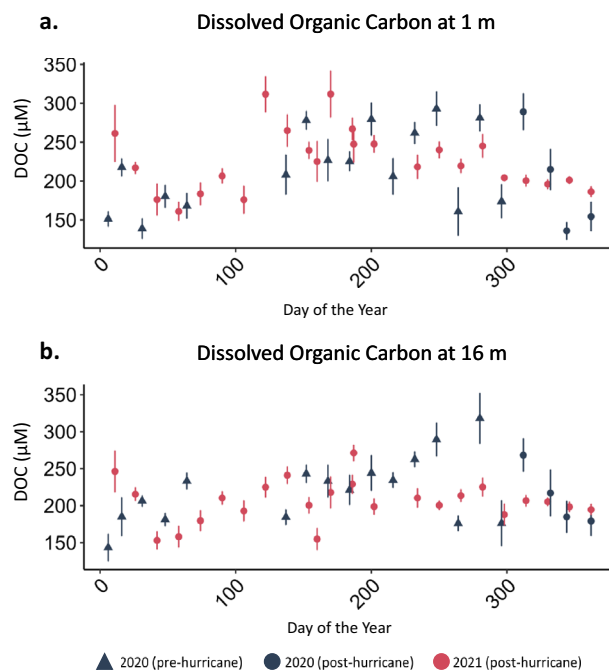 a. Dissolved Organic Carbon at 1 m
DOC (µM)
350
300
250
200
150
0 100 200 300
Day of the Year
b. Dissolved Organic Carbon at 16 m
DOC (µM)
350
300
250
200
150
0 100 200 300
Day of the Year
2020 (pre-hurricane) 2020 (post-hurricane) 2021 (post-hurricane)